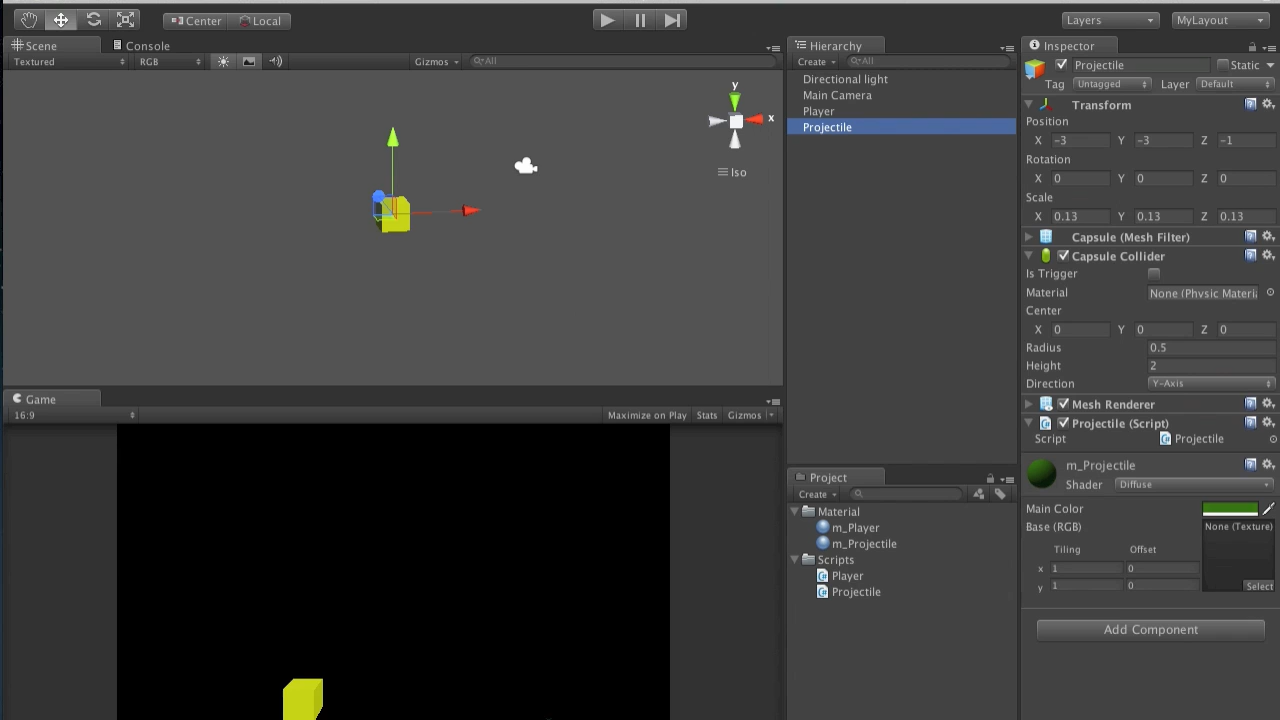 Center Local
Layers MyLayout
Scene Console
Textured RGB Gizmos All
y
x
Iso
Game
16:9 Maximize on Play Stats Gizmos
Hierarchy
Create All
Directional light
Main Camera
Player
Projectile
Project
Create
Material
m_Player
m_Projectile
Scripts
Player
Projectile
Inspector
Projectile Static
Tag Untagged Layer Default
Transform
Position
X -3 Y -3 Z -1
Rotation
X 0 Y 0 Z 0
Scale
X 0.13 Y 0.13 Z 0.13
Capsule (Mesh Filter)
Capsule Collider
Is Trigger
Material None (Physic Materi
Center
X 0 Y 0 Z 0
Radius 0.5
Height 2
Direction Y-Axis
Mesh Renderer
Projectile (Script)
Script Projectile
m_Projectile
Shader Diffuse
Main Color
Base (RGB) None (Texture)
Tiling Offset
x 1 0
y 1 0 Select
Add Component